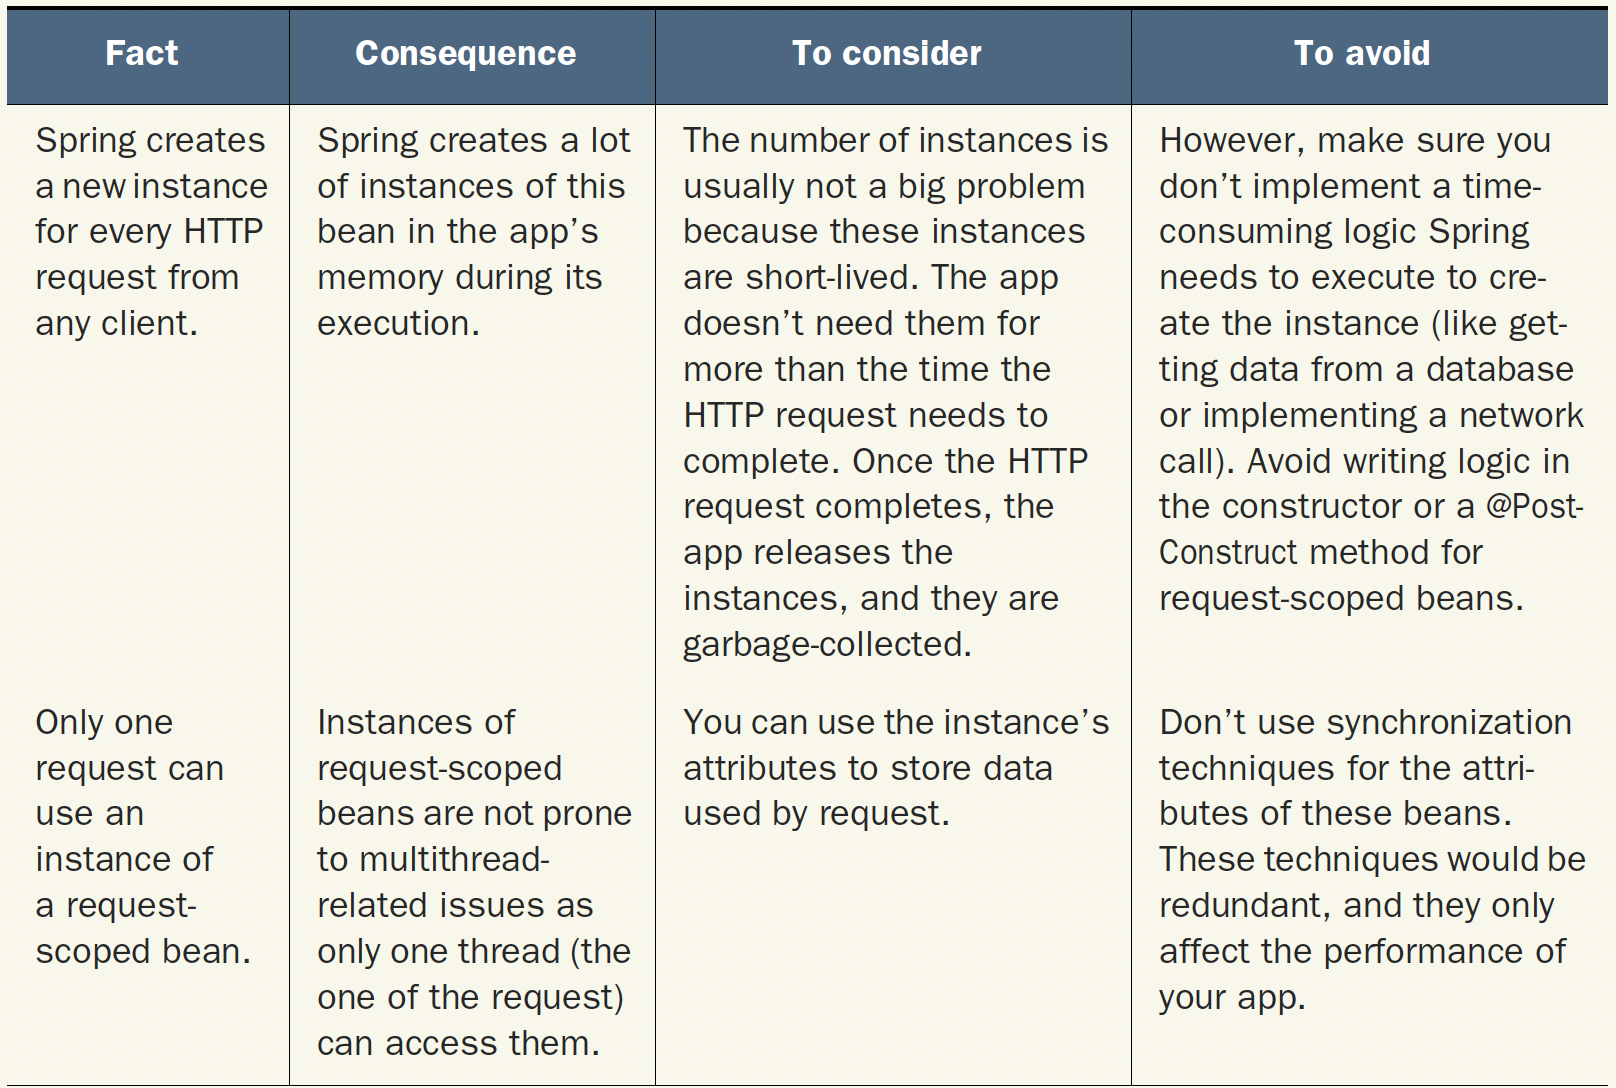 Fact
Consequence
To consider
To avoid
Spring creates
a new instance
for every HTTP
request from
any client.
Spring creates a lot
of instances of this
bean in the app’s
memory during its
execution.
The number of instances is
usually not a big problem
because these instances
are short-lived. The app
doesn’t need them for
more than the time the
HTTP request needs to
complete. Once the HTTP
request completes, the
app releases the
instances, and they are
garbage-collected.
However, make sure you
don’t implement a time-
consuming logic Spring
needs to execute to cre-
ate the instance (like get-
ting data from a database
or implementing a network
call). Avoid writing logic in
the constructor or a @Post-
Construct method for
request-scoped beans.
Only one
request can
use an
instance of
a request-
scoped bean.
Instances of
request-scoped
beans are not prone
to multithread-
related issues as
only one thread (the
one of the request)
can access them.
You can use the instance’s
attributes to store data
used by request.
Don’t use synchronization
techniques for the attri-
butes of these beans.
These techniques would be
redundant, and they only
affect the performance of
your app.